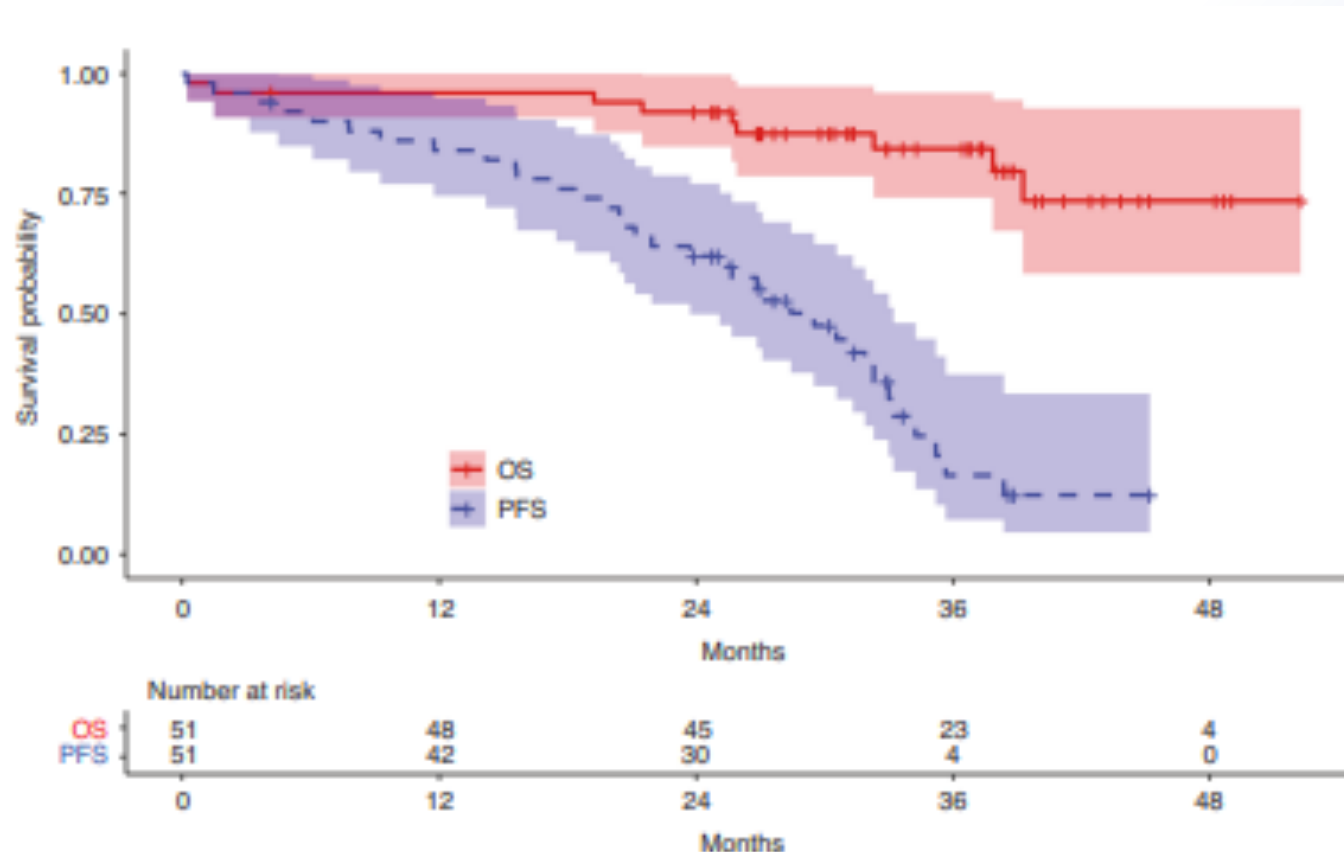 1.00
0.75
0.50
0.25
0.00
Survival probability
OS
PFS
0 12 24 36 48
Months
Number at risk
OS 51 48 45 23 4
PFS 51 42 30 4 0
0 12 24 36 48
Months